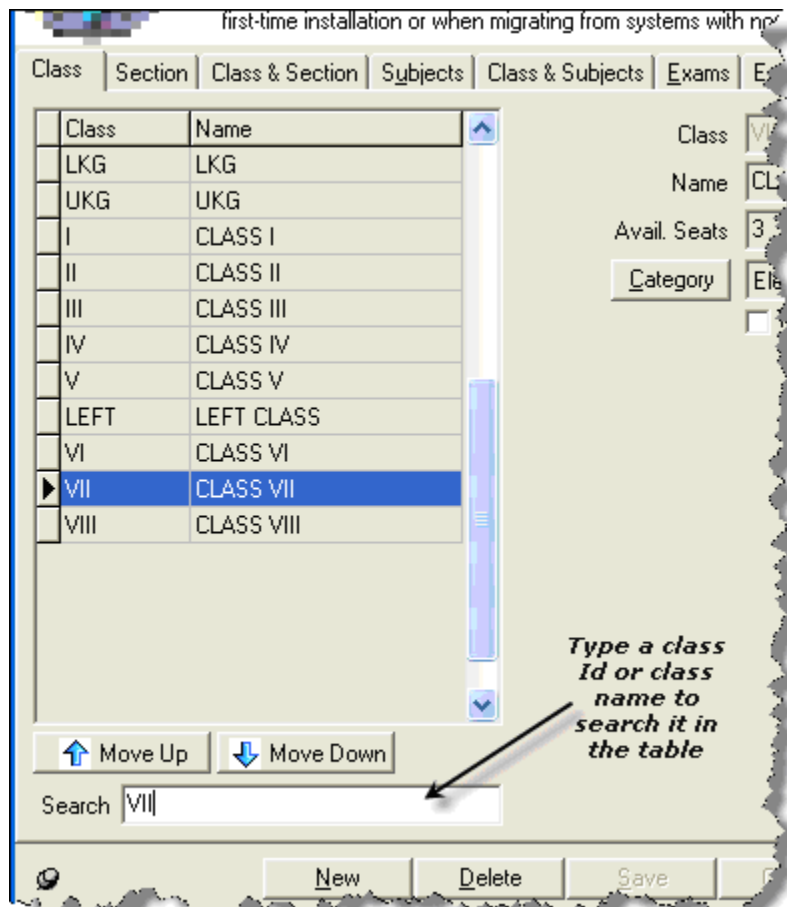 first-time installation or when migrating from systems with
Class Section Class & Section Subjects Class & Subjects Exams
Class Name
LKG LKG
UKG UKG
I CLASS I
II CLASS II
III CLASS III
IV CLASS IV
V CLASS V
LEFT LEFT CLASS
VI CLASS VI
VII CLASS VII
VIII CLASS VIII
Class
Name
Avail. Seats 3
Category
Type a class
Id or class
name to
search it in
the table
Move Up Move Down
Search VII
New Delete Save